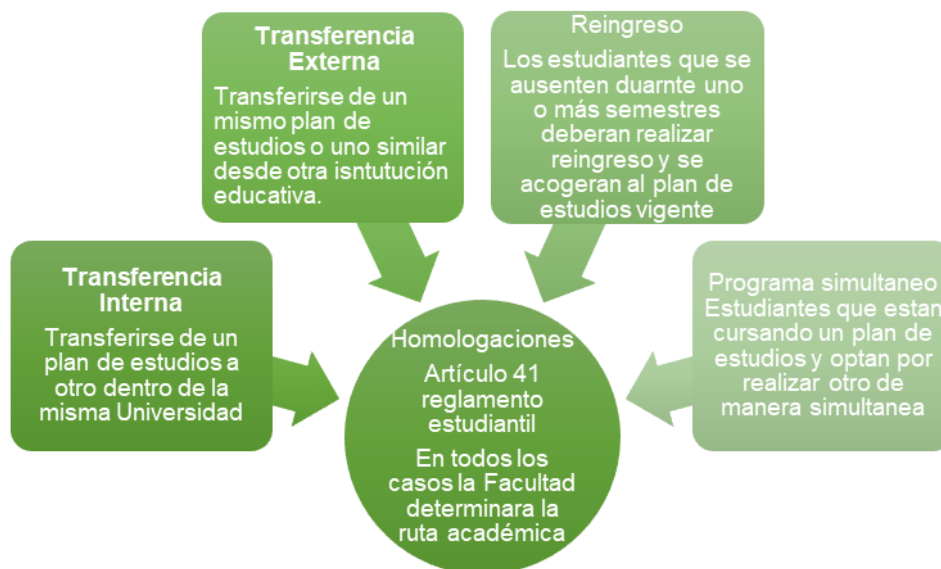 Transferencia
Externa
Transferirse de un
mismo plan de
estudios o uno similar
desde otra isntutución
educativa.
Reingreso
Los estudiantes que se
ausenten duarnte uno
o más semestres
deberan realizar
reingreso y se
acogeran al plan de
estudios vigente
Transferencia
Interna
Transferirse de un
plan de estudios a
otro dentro de la
misma Universidad
Programa simultaneo
Estudiantes que estan
cursando un plan de
estudios y optan por
realizar otro de
manera simultanea
Homologaciones
Artículo 41
reglamento
estudiantil
En todos los
casos la Facultad
determinara la
ruta académica